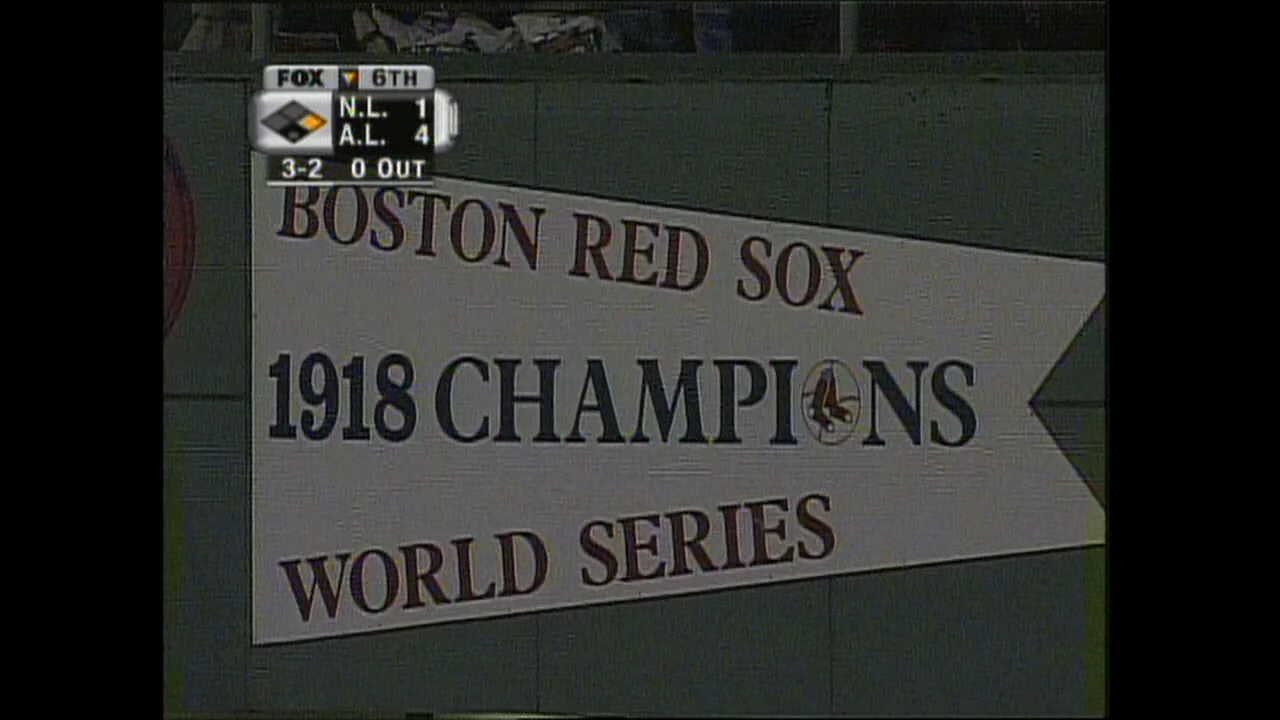 FOX 6TH
N.L. 1
A.L. 4
3-2 0 OUT
BOSTON RED SOX
1918 CHAMPIONS
WORLD SERIES